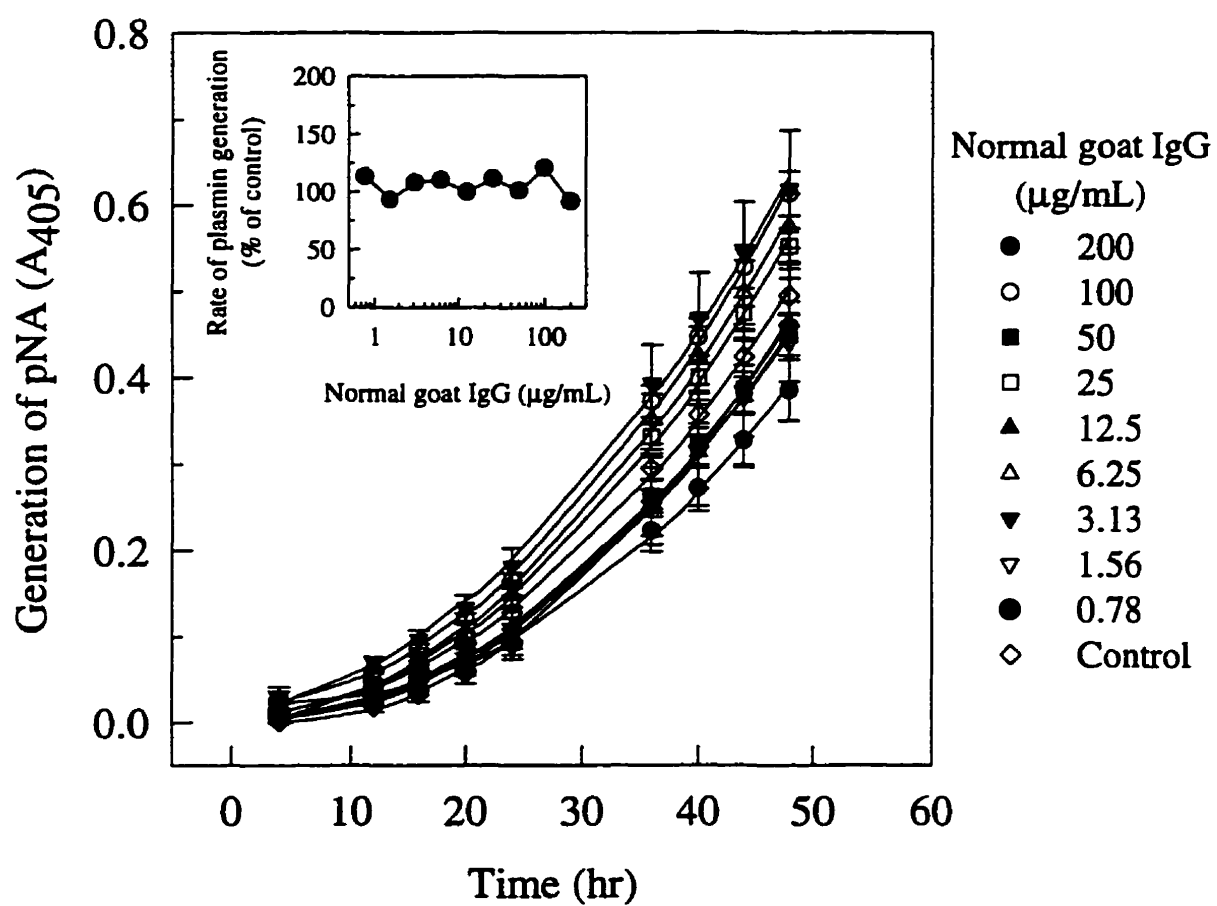 0.8
0.6
0.4
0.2
0.0
Generation of pNA (A405)
0 10 20 30 40 50 60
Time (hr)
200
150
100
50
0
Rate of plasmin generation
(% of control)
1 10 100
Normal goat IgG (µg/mL)
Normal goat IgG
(µg/mL)
200
100
50
25
12.5
6.25
3.13
1.56
0.78
Control